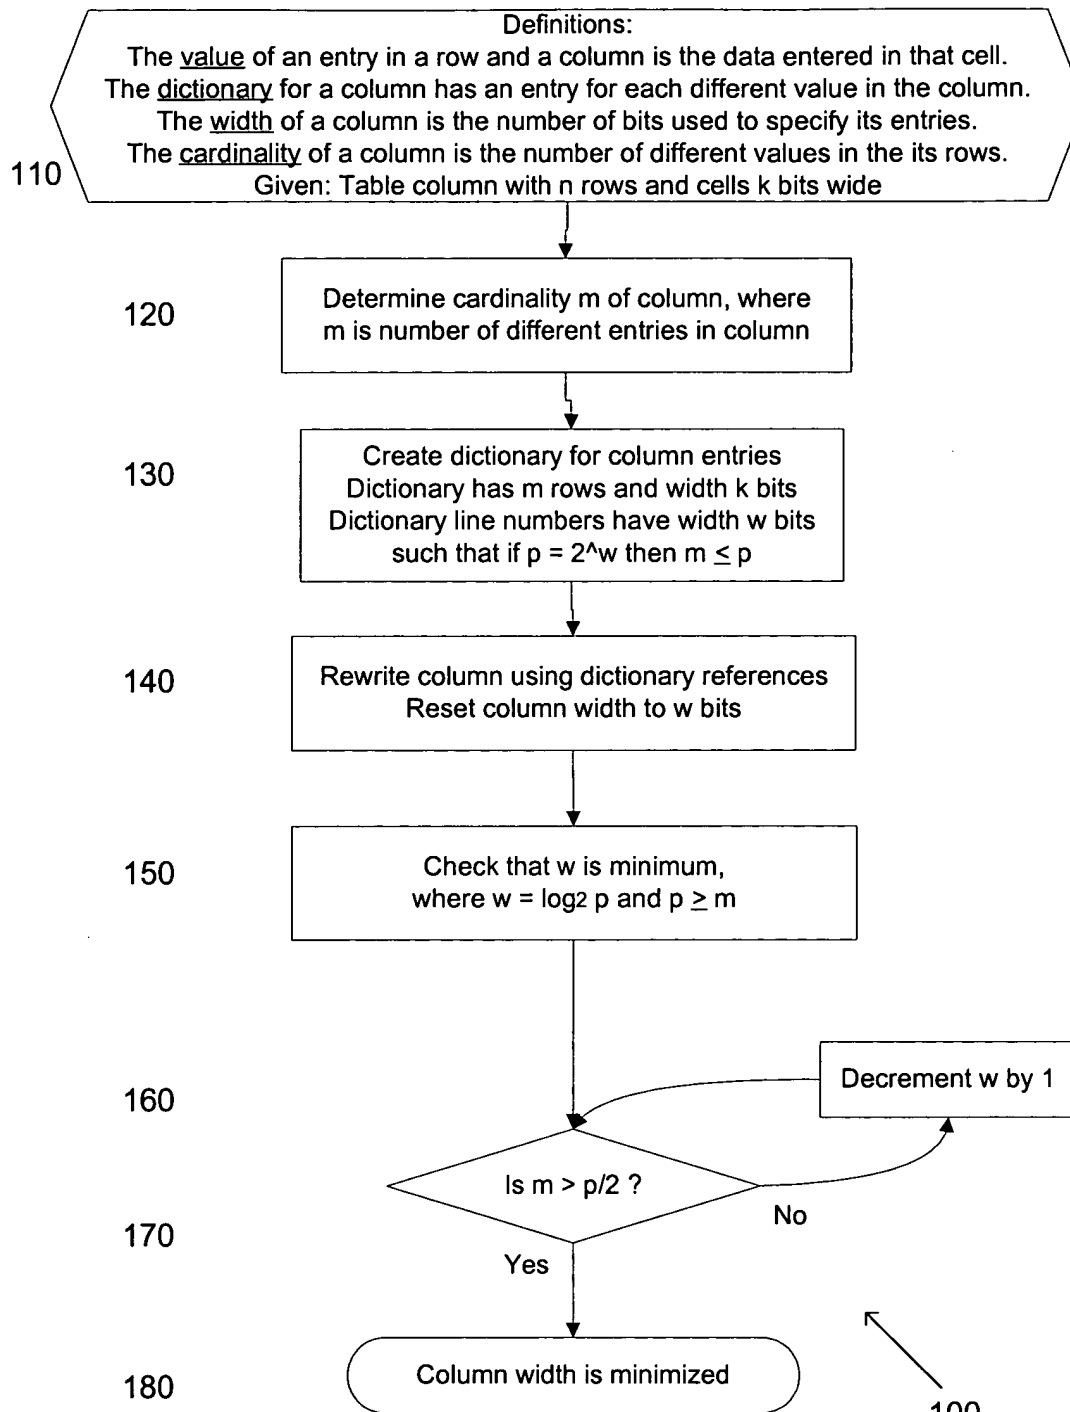 Definitions:
The value of an entry in a row and a column is the data entered in that cell.
The dictionary for a column has an entry for each different value in the column.
The width of a column is the number of bits used to specify its entries.
The cardinality of a column is the number of different values in the its rows.
110
Given: Table column with n rows and cells k bits wide
120
Determine cardinality m of column, where
m is number of different entries in column
130
Create dictionary for column entries
Dictionary has m rows and width k bits
Dictionary line numbers have width w bits
such that if p = 2^w then m ≤ p
140
Rewrite column using dictionary references
Reset column width to w bits
150
Check that w is minimum,
where w = log2 p and p ≥ m
160
Decrement w by 1
Is m > p/2 ?
No
170
Yes
180
Column width is minimized
100